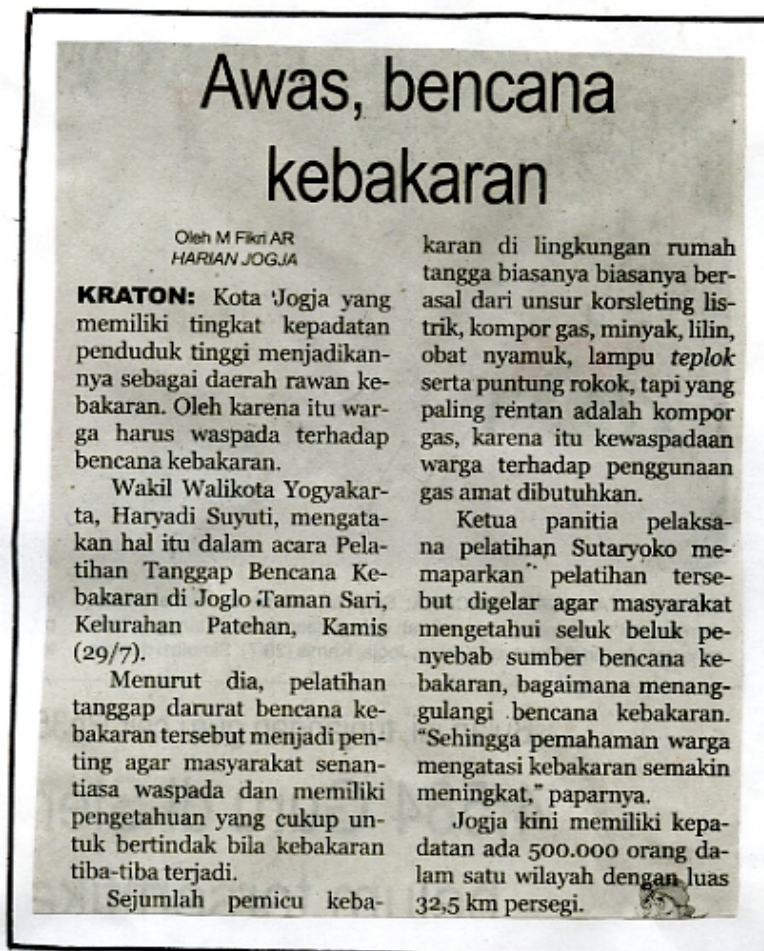 Awas, bencana
kebakaran
Oleh M Fikri AR
HARIAN JOGJA
KRATON: Kota Jogja yang
memiliki tingkat kepadatan
penduduk tinggi menjadikan-
nya sebagai daerah rawan ke-
bakaran. Oleh karena itu war-
ga harus waspada terhadap
bencana kebakaran.
Wakil Walikota Yogyakar-
ta, Haryadi Suyuti, mengata-
kan hal itu dalam acara Pela-
tihan Tanggap Bencana Ke-
bakaran di Joglo Taman Sari,
Kelurahan Patehan, Kamis
(29/7).
Menurut dia, pelatihan
tanggap darurat bencana ke-
bakaran tersebut menjadi pen-
ting agar masyarakat senan-
tiasa waspada dan memiliki
pengetahuan yang cukup un-
tuk bertindak bila kebakaran
tiba-tiba terjadi.
Sejumlah pemicu keba-
karan di lingkungan rumah
tangga biasanya biasanya ber-
asal dari unsur korsleting lis-
trik, kompor gas, minyak, lilin,
obat nyamuk, lampu teplok
serta puntung rokok, tapi yang
paling rentan adalah kompor
gas, karena itu kewaspadaan
warga terhadap penggunaan
gas amat dibutuhkan.
Ketua panitia pelaksa-
na pelatihan Sutaryoko me-
maparkan pelatihan terse-
but digelar agar masyarakat
mengetahui seluk beluk pe-
nyebab sumber bencana ke-
bakaran, bagaimana menang-
gulangi bencana kebakaran.
“Sehingga pemahaman warga
mengatasi kebakaran semakin
meningkat,” paparnya.
Jogja kini memiliki kepa-
datan ada 500.000 orang da-
lam satu wilayah dengan luas
32,5 km persegi.